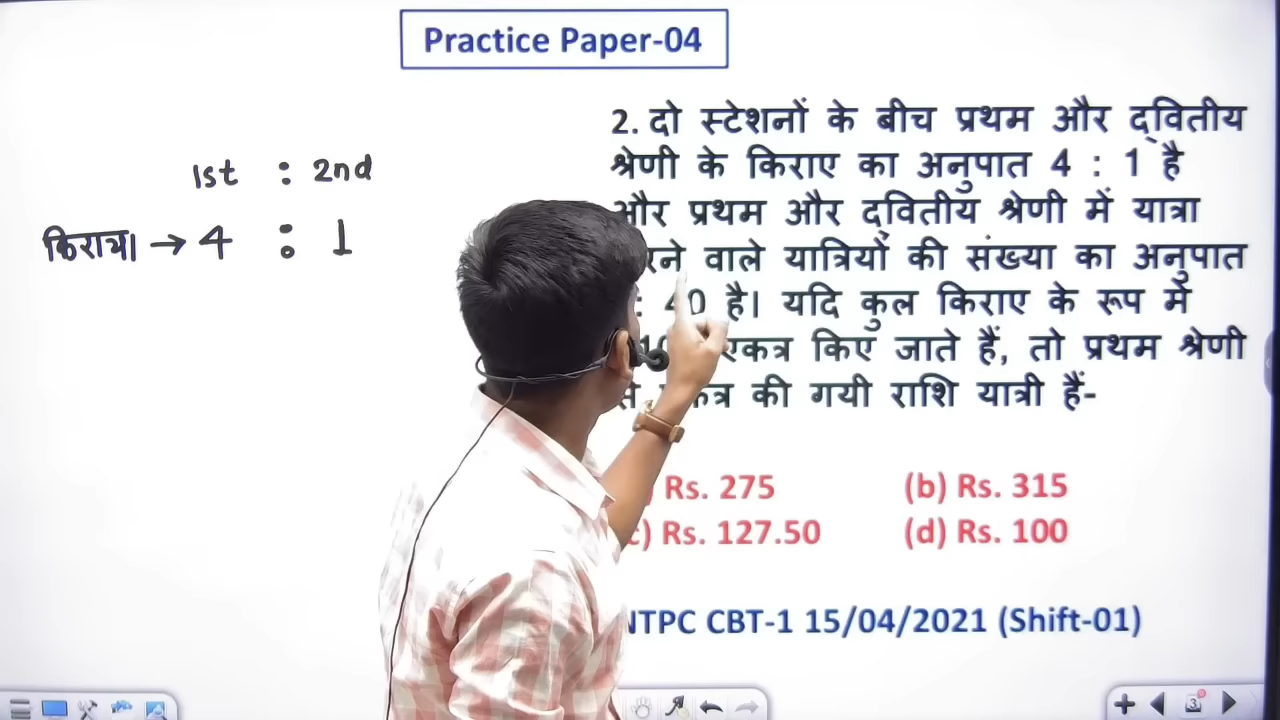 Practice Paper-04
2. दो स्टेशनों के बीच प्रथम और द्वितीय
श्रेणी के किराए का अनुपात 4 : 1 है
और प्रथम और द्वितीय श्रेणी में यात्रा
वाले यात्रियों की संख्या का अनुपात
: 40 है। यदि कुल किराए के रूप में
एकत्र किए जाते हैं, तो प्रथम श्रेणी
की गयी राशि यात्री हैं-
1st : 2nd
किराया → 4 : 1
Rs. 275 (b) Rs. 315
c) Rs. 127.50 (d) Rs. 100
NTPC CBT-1 15/04/2021 (Shift-01)
3